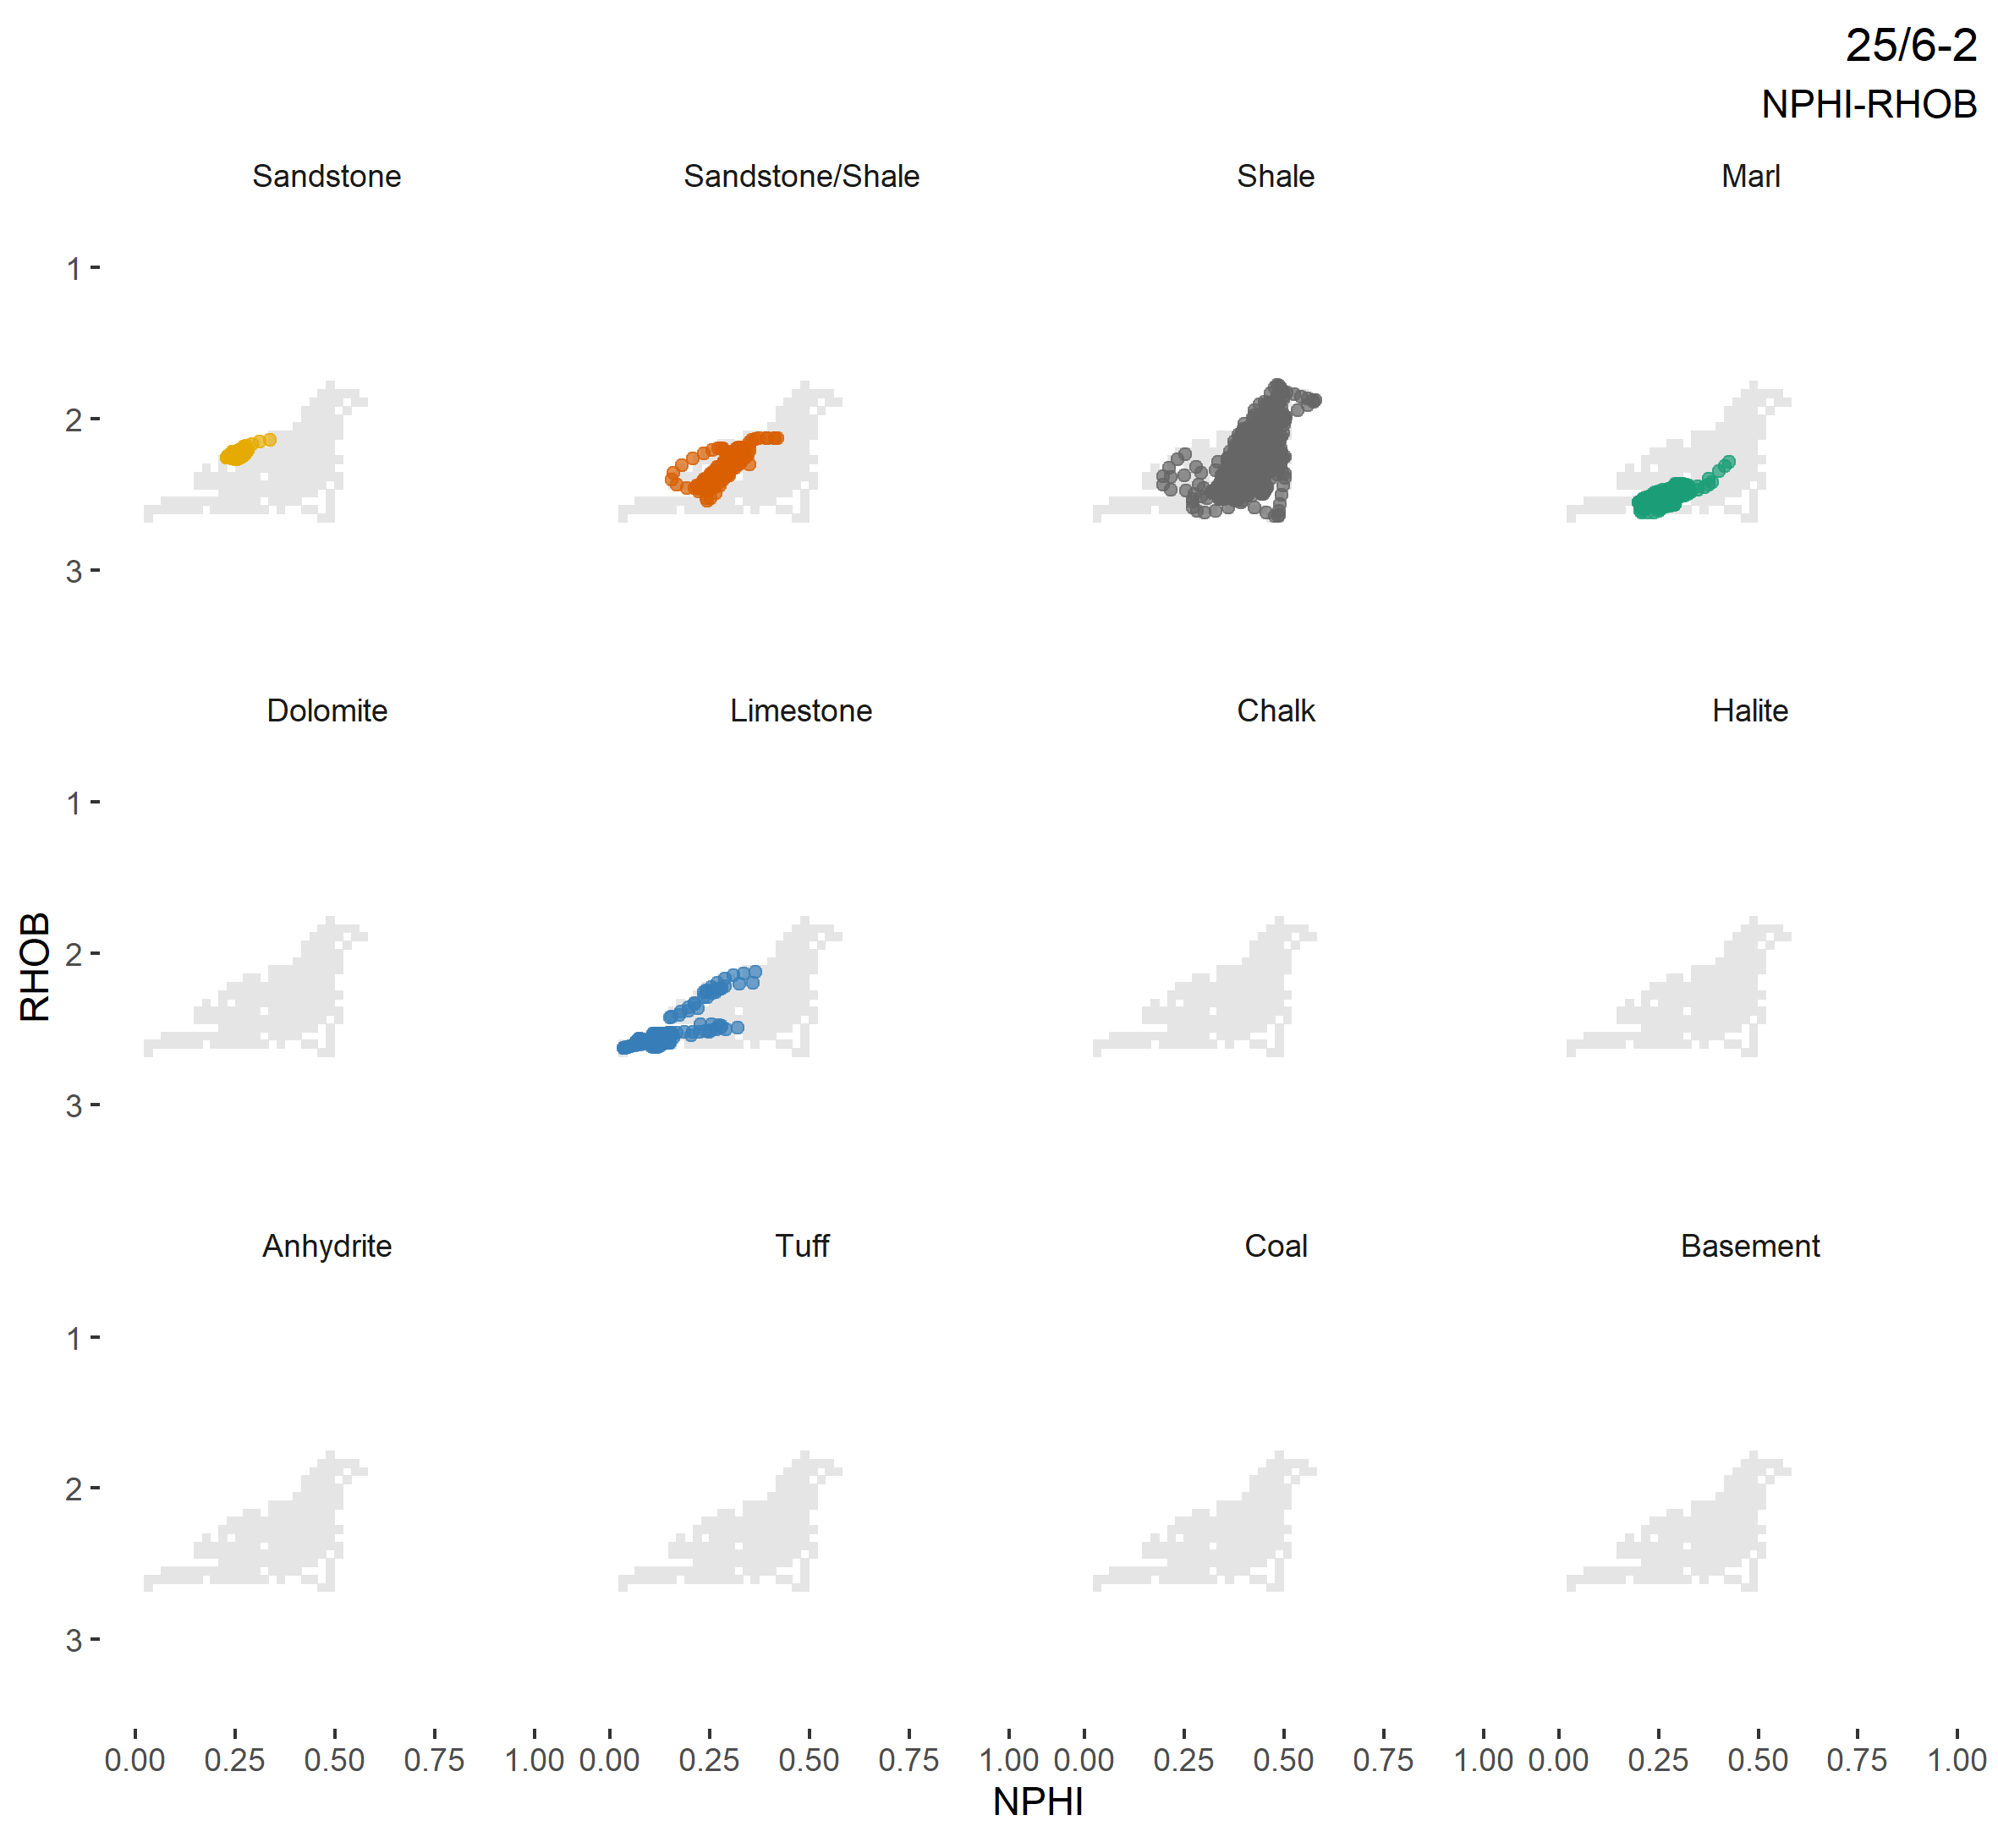 25/6-2
NPHI-RHOB
Sandstone Sandstone/Shale Shale Marl
1
2
3
Dolomite Limestone Chalk Halite
1
2
3
RHOB
Anhydrite Tuff Coal Basement
1
2
3
0.00 0.25 0.50 0.75 1.00 0.00 0.25 0.50 0.75 1.00 0.00 0.25 0.50 0.75 1.00 0.00 0.25 0.50 0.75 1.00
NPHI